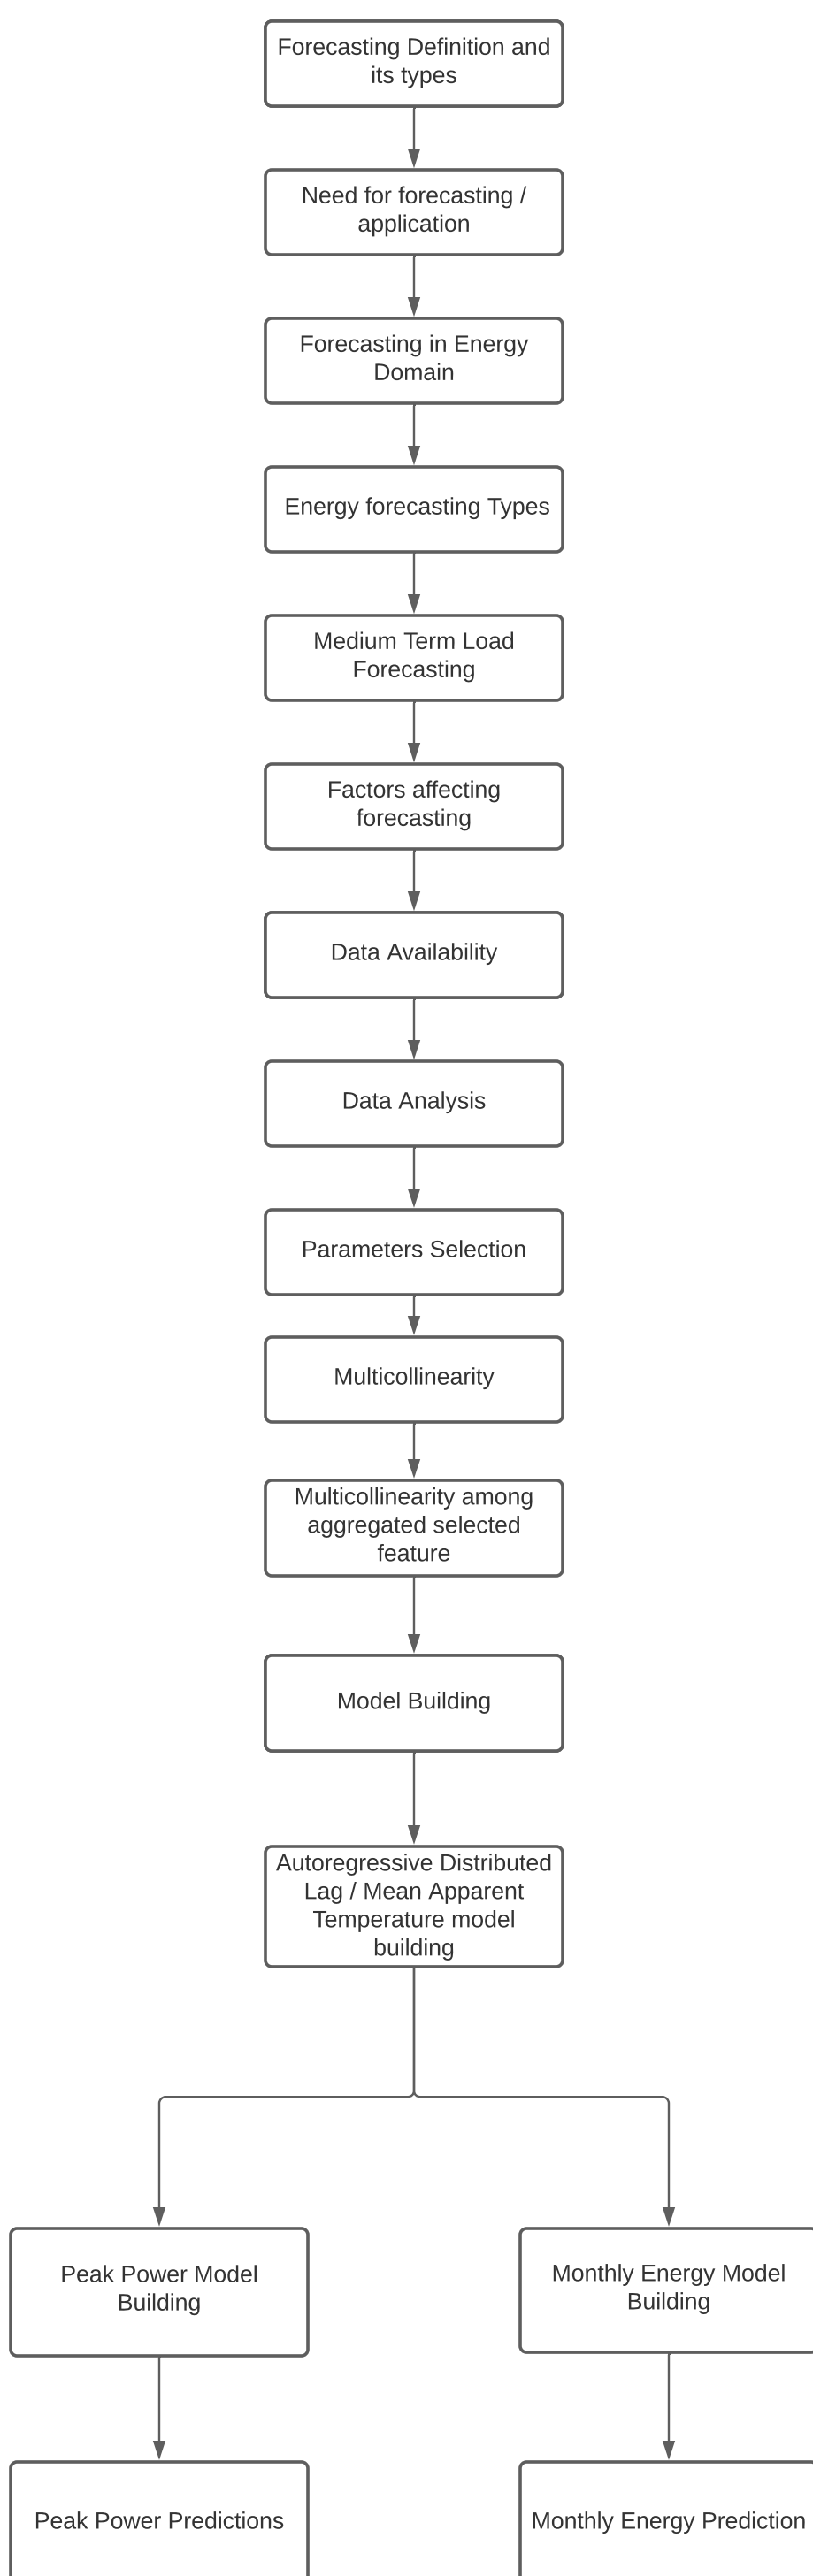 Forecasting Definition and
its types
Need for forecasting /
application
Forecasting in Energy
Domain
Energy forecasting Types
Medium Term Load
Forecasting
Factors affecting
forecasting
Data Availability
Data Analysis
Parameters Selection
Multicollinearity
Multicollinearity among
aggregated selected
feature
Model Building
Autoregressive Distributed
Lag / Mean Apparent
Temperature model
building
Peak Power Model
Building
Monthly Energy Model
Building
Peak Power Predictions
Monthly Energy Prediction